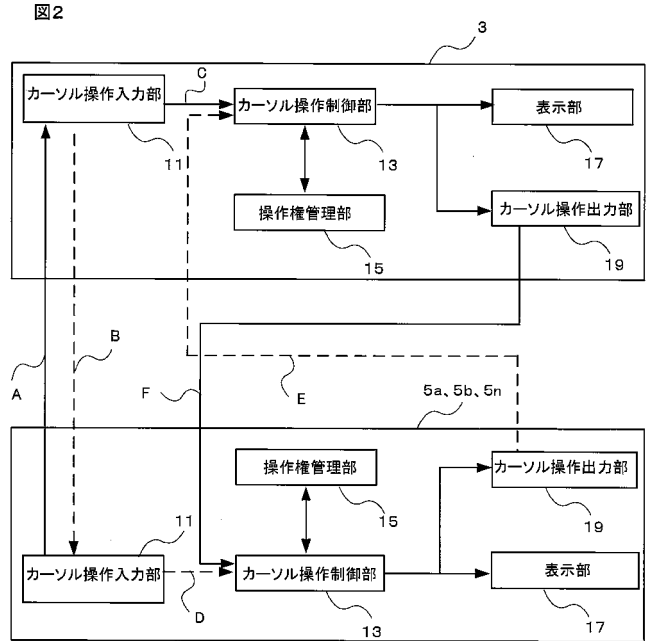 図2
3
カーソル操作入力部
11
C
カーソル操作制御部
13
表示部
17
操作権管理部
15
カーソル操作出力部
19
A
B
F
E
5a、5b、5n
操作権管理部
15
カーソル操作出力部
19
11
カーソル操作入力部
D
カーソル操作制御部
13
表示部
17